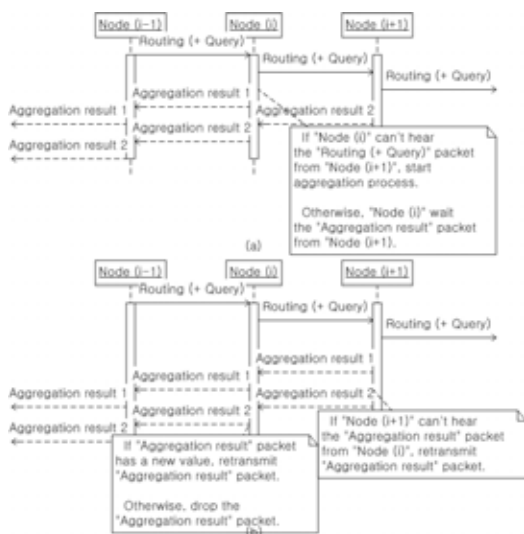 Node (i-1) Node (i) Node (i+1)
Routing (+ Query)
Routing (+ Query)
Routing (+ Query)
Aggregation result 1
Aggregation result 1 Aggregation result 2
Aggregation result 2
Aggregation result 2
If "Node (i)" can't hear
the "Routing (+ Query)" packet
from "Node (i+1)", start
aggregation process.
Otherwise, "Node (i)" wait
the "Aggregation result" packet
from "Node (i+1).
(a)
Node (i-1) Node (i) Node (i+1)
Routing (+ Query)
Routing (+ Query)
Routing (+ Query)
Aggregation result 1
Aggregation result 1
Aggregation result 1 Aggregation result 2
Aggregation result 2
Aggregation result 2
If "Node (i+1)" can't hear
the "Aggregation result" packet
from "Node (i)", retransmit
"Aggregation result" packet.
If "Aggregation result" packet
has a new value, retransmit
"Aggregation result" packet.
Otherwise, drop the
"Aggregation result" packet.
(b)